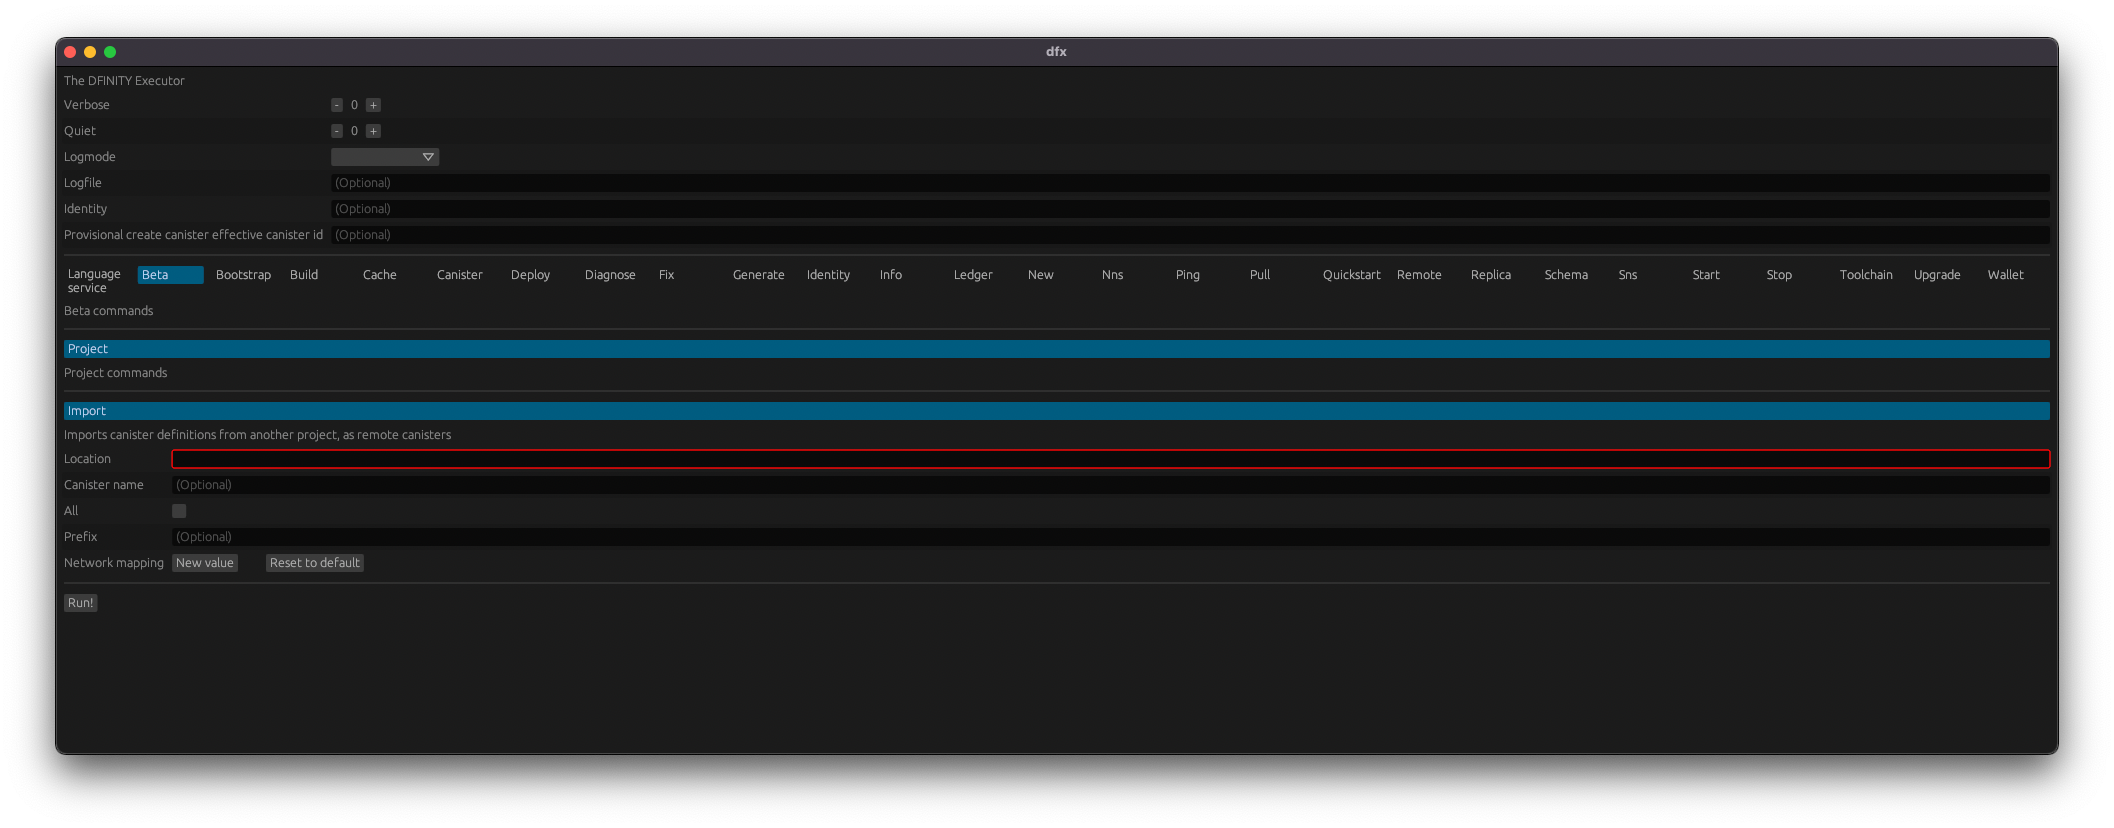 dfx
The DFINITY Executor
Verbose - 0 +
Quiet - 0 +
Logmode
Logfile (Optional)
Identity (Optional)
Provisional create canister effective canister id (Optional)
Language service Beta Bootstrap Build Cache Canister Deploy Diagnose Fix Generate Identity Info Ledger New Nns Ping Pull Quickstart Remote Replica Schema Sns Start Stop Toolchain Upgrade Wallet
Beta commands
Project
Project commands
Import
Imports canister definitions from another project, as remote canisters
Location
Canister name (Optional)
All
Prefix (Optional)
Network mapping New value Reset to default
Run!